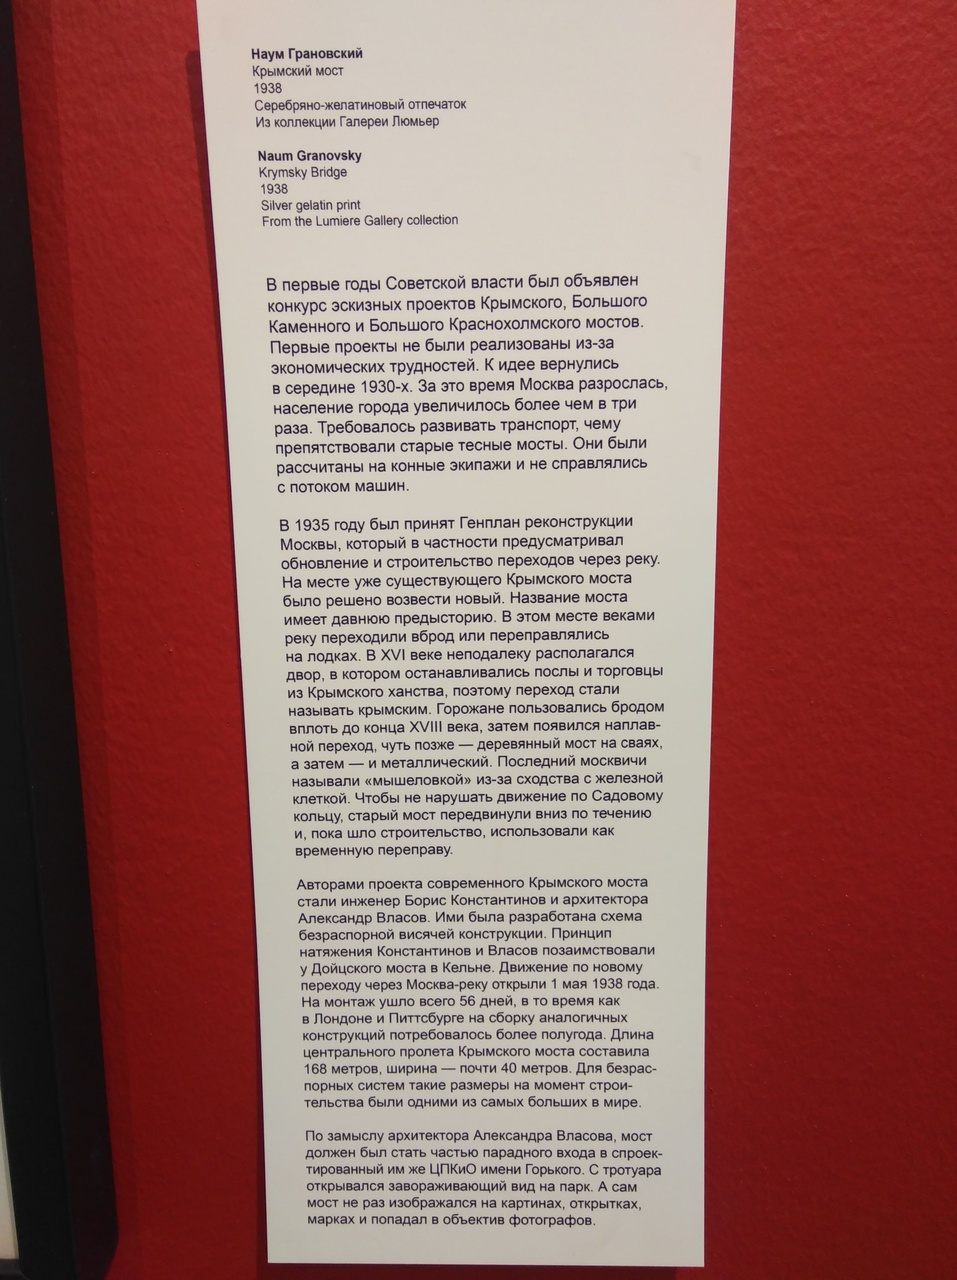 Наум Грановский
Крымский мост
1938
Серебряно-желатиновый отпечаток
Из коллекции Галереи Люмьер
Naum Granovsky
Krymsky Bridge
1938
Silver gelatin print
From the Lumiere Gallery collection
В первые годы Советской власти был объявлен
конкурс эскизных проектов Крымского, Большого
Каменного и Большого Краснохолмского мостов.
Первые проекты не были реализованы из-за
экономических трудностей. К идее вернулись
в середине 1930-х. За это время Москва разрослась,
население города увеличилось более чем в три
раза. Требовалось развивать транспорт, чему
препятствовали старые тесные мосты. Они были
рассчитаны на конные экипажи и не справлялись
с потоком машин.
В 1935 году был принят Генплан реконструкции
Москвы, который в частности предусматривал
обновление и строительство переходов через реку.
На месте уже существующего Крымского моста
было решено возвести новый. Название моста
имеет давнюю предысторию. В этом месте веками
реку переходили вброд или переправлялись
на лодках. В XVI веке неподалеку располагался
двор, в котором останавливались послы и торговцы
из Крымского ханства, поэтому переход стали
называть крымским. Горожане пользовались бродом
вплоть до конца XVIII века, затем появился наплав-
ной переход, чуть позже — деревянный мост на сваях,
а затем — и металлический. Последний москвичи
называли «мышеловкой» из-за сходства с железной
клеткой. Чтобы не нарушать движение по Садовому
кольцу, старый мост передвинули вниз по течению
и, пока шло строительство, использовали как
временную переправу.
Авторами проекта современного Крымского моста
стали инженер Борис Константинов и архитектора
Александр Власов. Ими была разработана схема
безраспорной висячей конструкции. Принцип
натяжения Константинов и Власов позаимствовали
у Дойцского моста в Кельне. Движение по новому
переходу через Москва-реку открыли 1 мая 1938 года.
На монтаж ушло всего 56 дней, в то время как
в Лондоне и Питтсбурге на сборку аналогичных
конструкций потребовалось более полугода. Длина
центрального пролета Крымского моста составила
168 метров, ширина — почти 40 метров. Для безрас-
порных систем такие размеры на момент строи-
тельства были одними из самых больших в мире.
По замыслу архитектора Александра Власова, мост
должен был стать частью парадного входа в спроек-
тированный им же ЦПКиО имени Горького. С тротуара
открывался завораживающий вид на парк. А сам
мост не раз изображался на картинах, открытках,
марках и попадал в объектив фотографов.